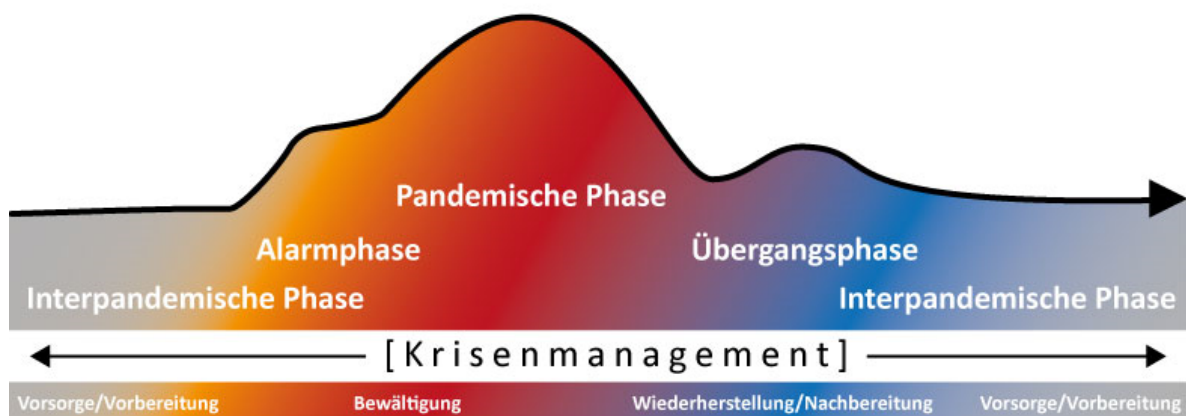 Pandemische Phase
Alarmphase
Übergangsphase
Interpandemische Phase
Interpandemische Phase
[Krisenmanagement]
Vorsorge/Vorbereitung
Bewältigung
Wiederherstellung/Nachbereitung
Vorsorge/Vorbereitung